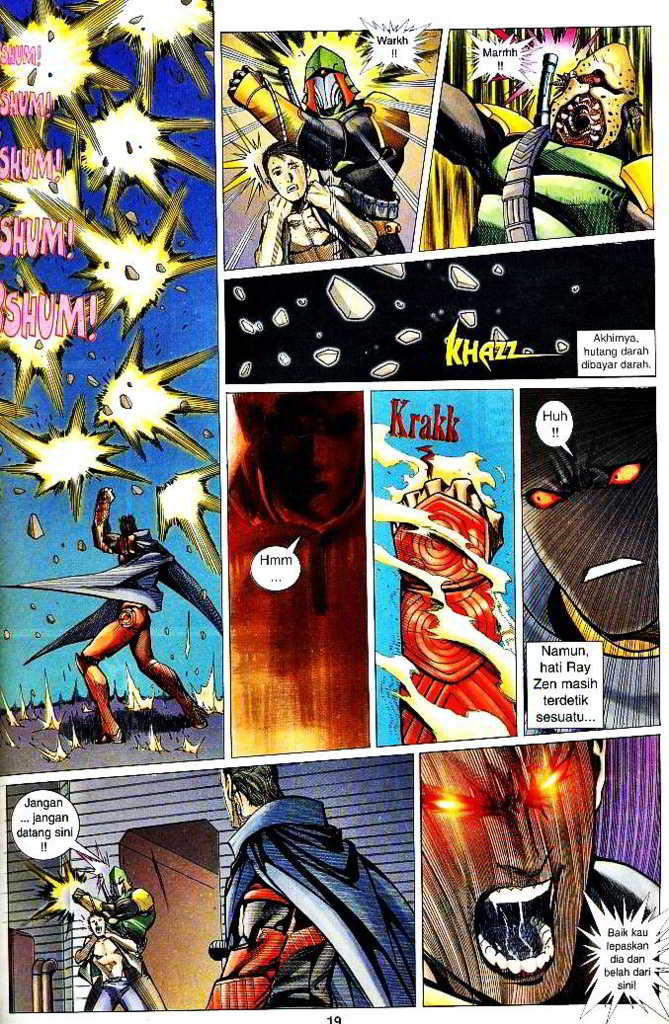 SHUM!
SHUM!
SHUM!
SHUM!
SHUM!
Warkh
!!
Marrhh
!!
KHAZZ
Akhirnya,
hutang darah
dibayar darah.
Hmm
...
Krakk
Huh
!!
Namun,
hati Ray
Zen masih
terdetik
sesuatu...
Jangan
... jangan
datang sini
!!
Baik kau
lepaskan
dia dan
belah dari
sini!
19